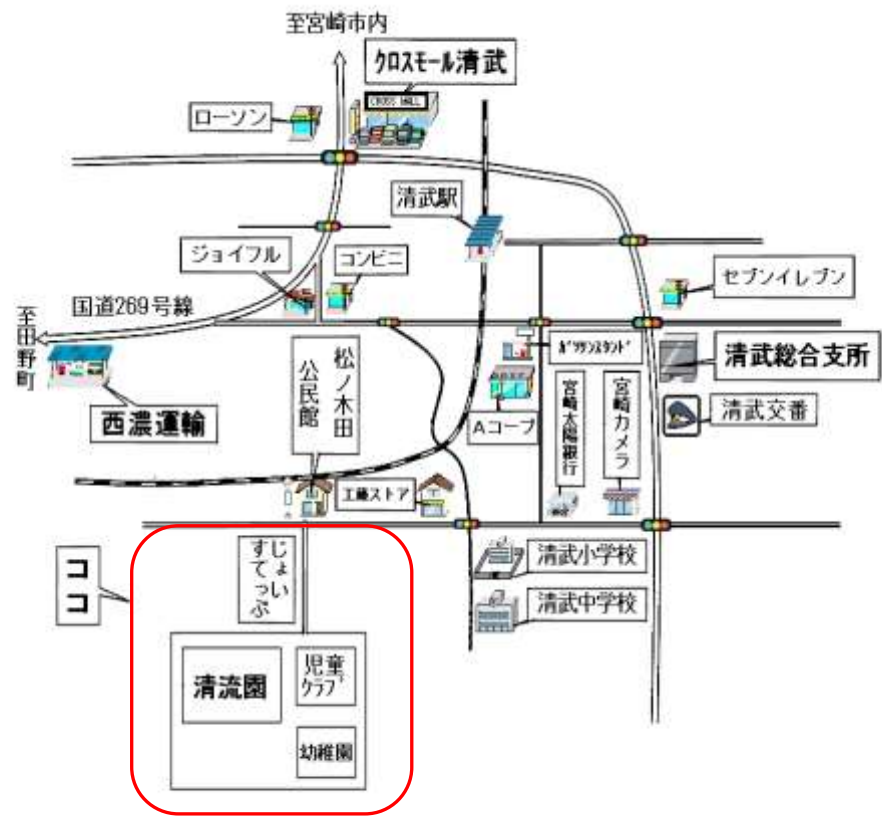 至宮崎市内
クロスモール清武
CROSS MALL
ローソン
清武駅
ジョイフル
コンビニ
セブンイレブン
国道269号線
至田野町
ガソリンスタンド
清武総合支所
西濃運輸
松ノ木田
公民館
Aコープ
宮崎太陽銀行
宮崎カメラ
清武交番
工藤ストア
ココ
じょい
すてっぷ
清武小学校
清武中学校
清流園
児童
クラブ
幼稚園